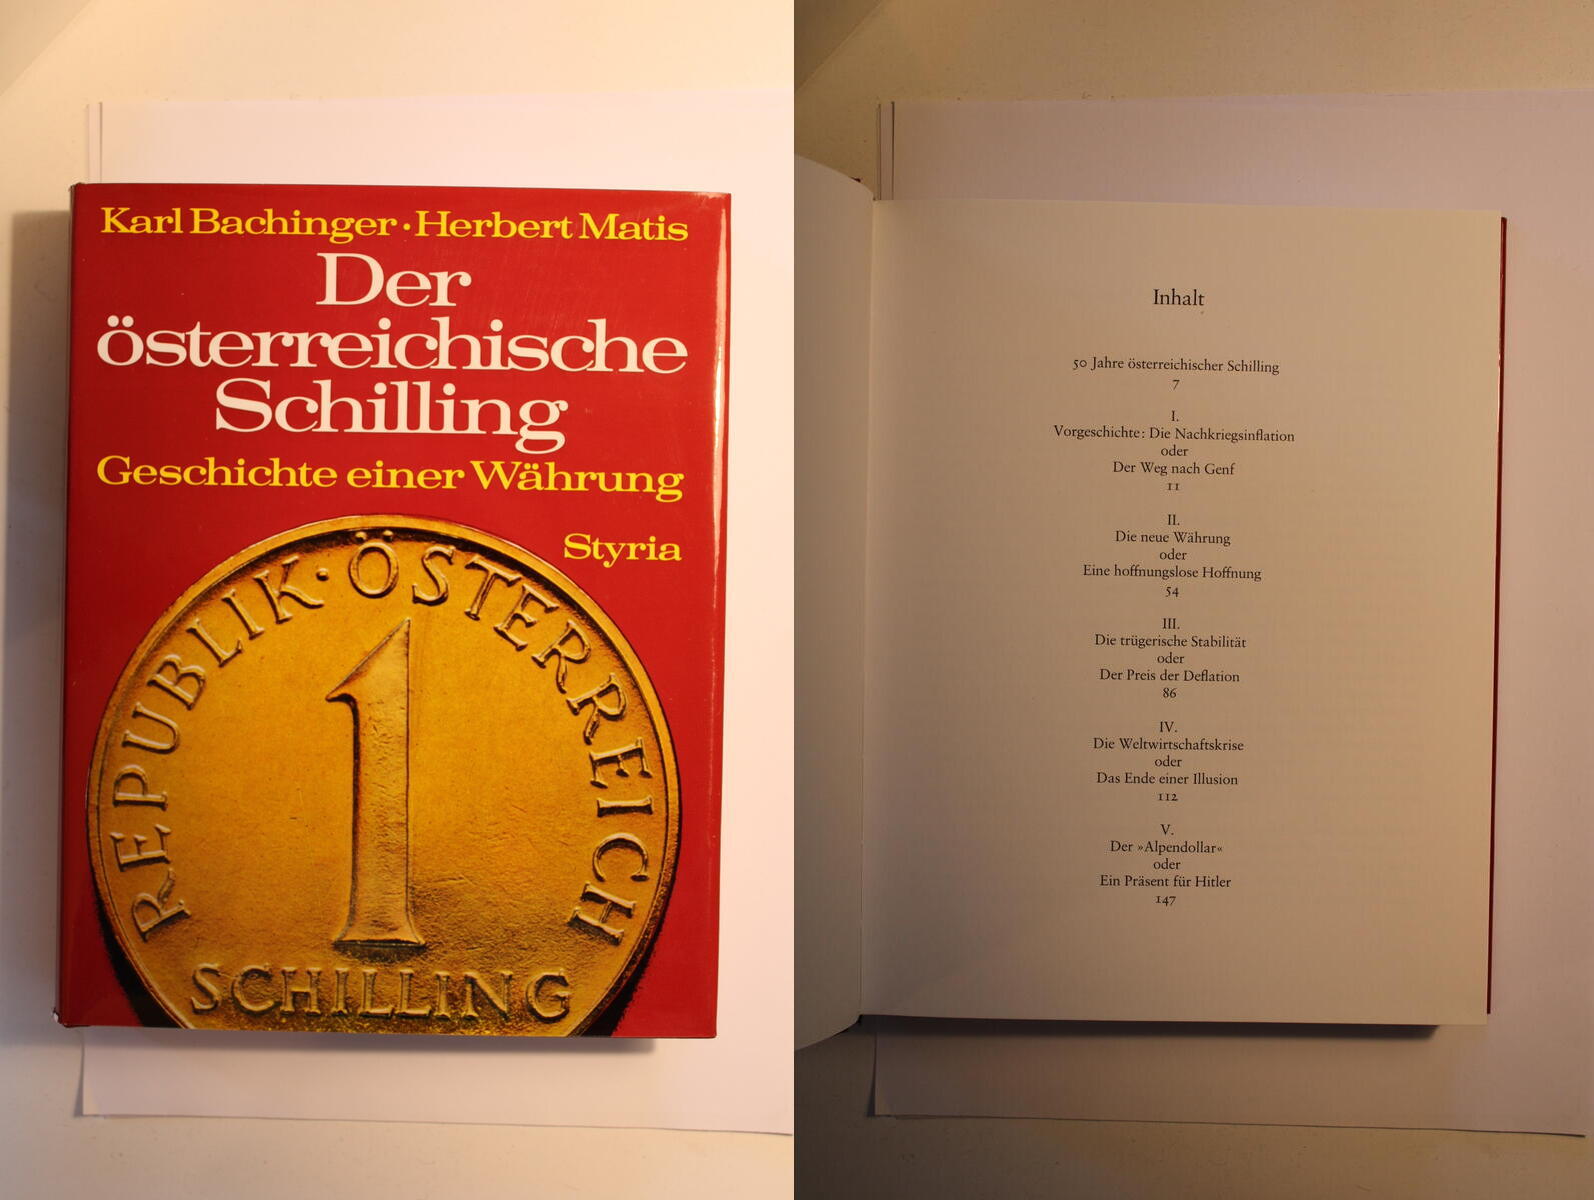 Karl Bachinger · Herbert Matis
Der
österreichische
Schilling
Geschichte einer Währung
Styria
REPUBLIK · ÖSTERREICH
1
SCHILLING
Inhalt
50 Jahre österreichischer Schilling
7
I.
Vorgeschichte: Die Nachkriegsinflation
oder
Der Weg nach Genf
11
II.
Die neue Währung
oder
Eine hoffnungslose Hoffnung
54
III.
Die trügerische Stabilität
oder
Der Preis der Deflation
86
IV.
Die Weltwirtschaftskrise
oder
Das Ende einer Illusion
112
V.
Der »Alpendollar«
oder
Ein Präsent für Hitler
147